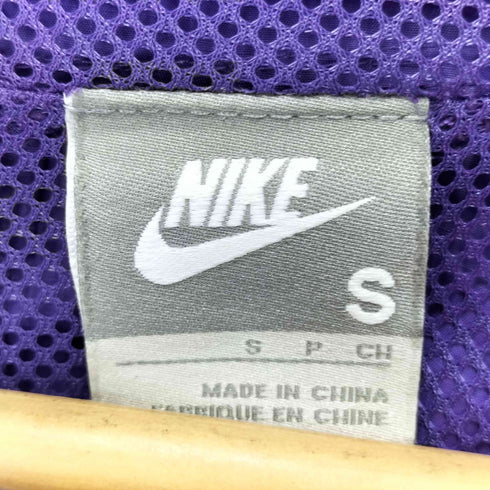 NIKE
S
S P CH
MADE IN CHINA
FABRIQUE EN CHINE